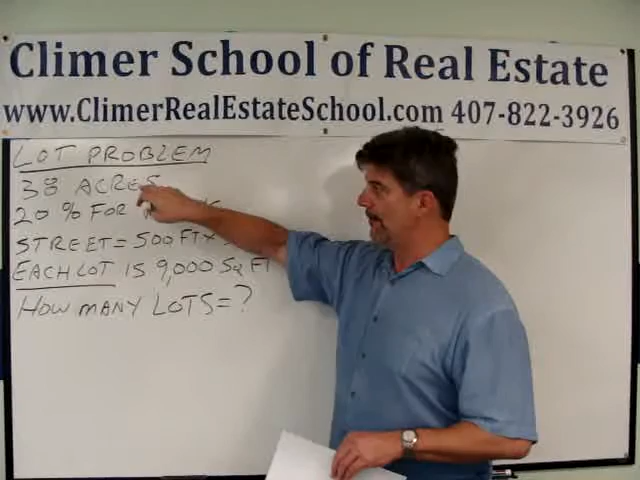 Climer School of Real Estate
www.ClimerRealEstateSchool.com 407-822-3926
LOT PROBLEM
38 ACRES
20 % FOR
STREET = 50Q FT X
EACH LOT IS 9,000 SQ FT
HOW MANY LOTS = ?